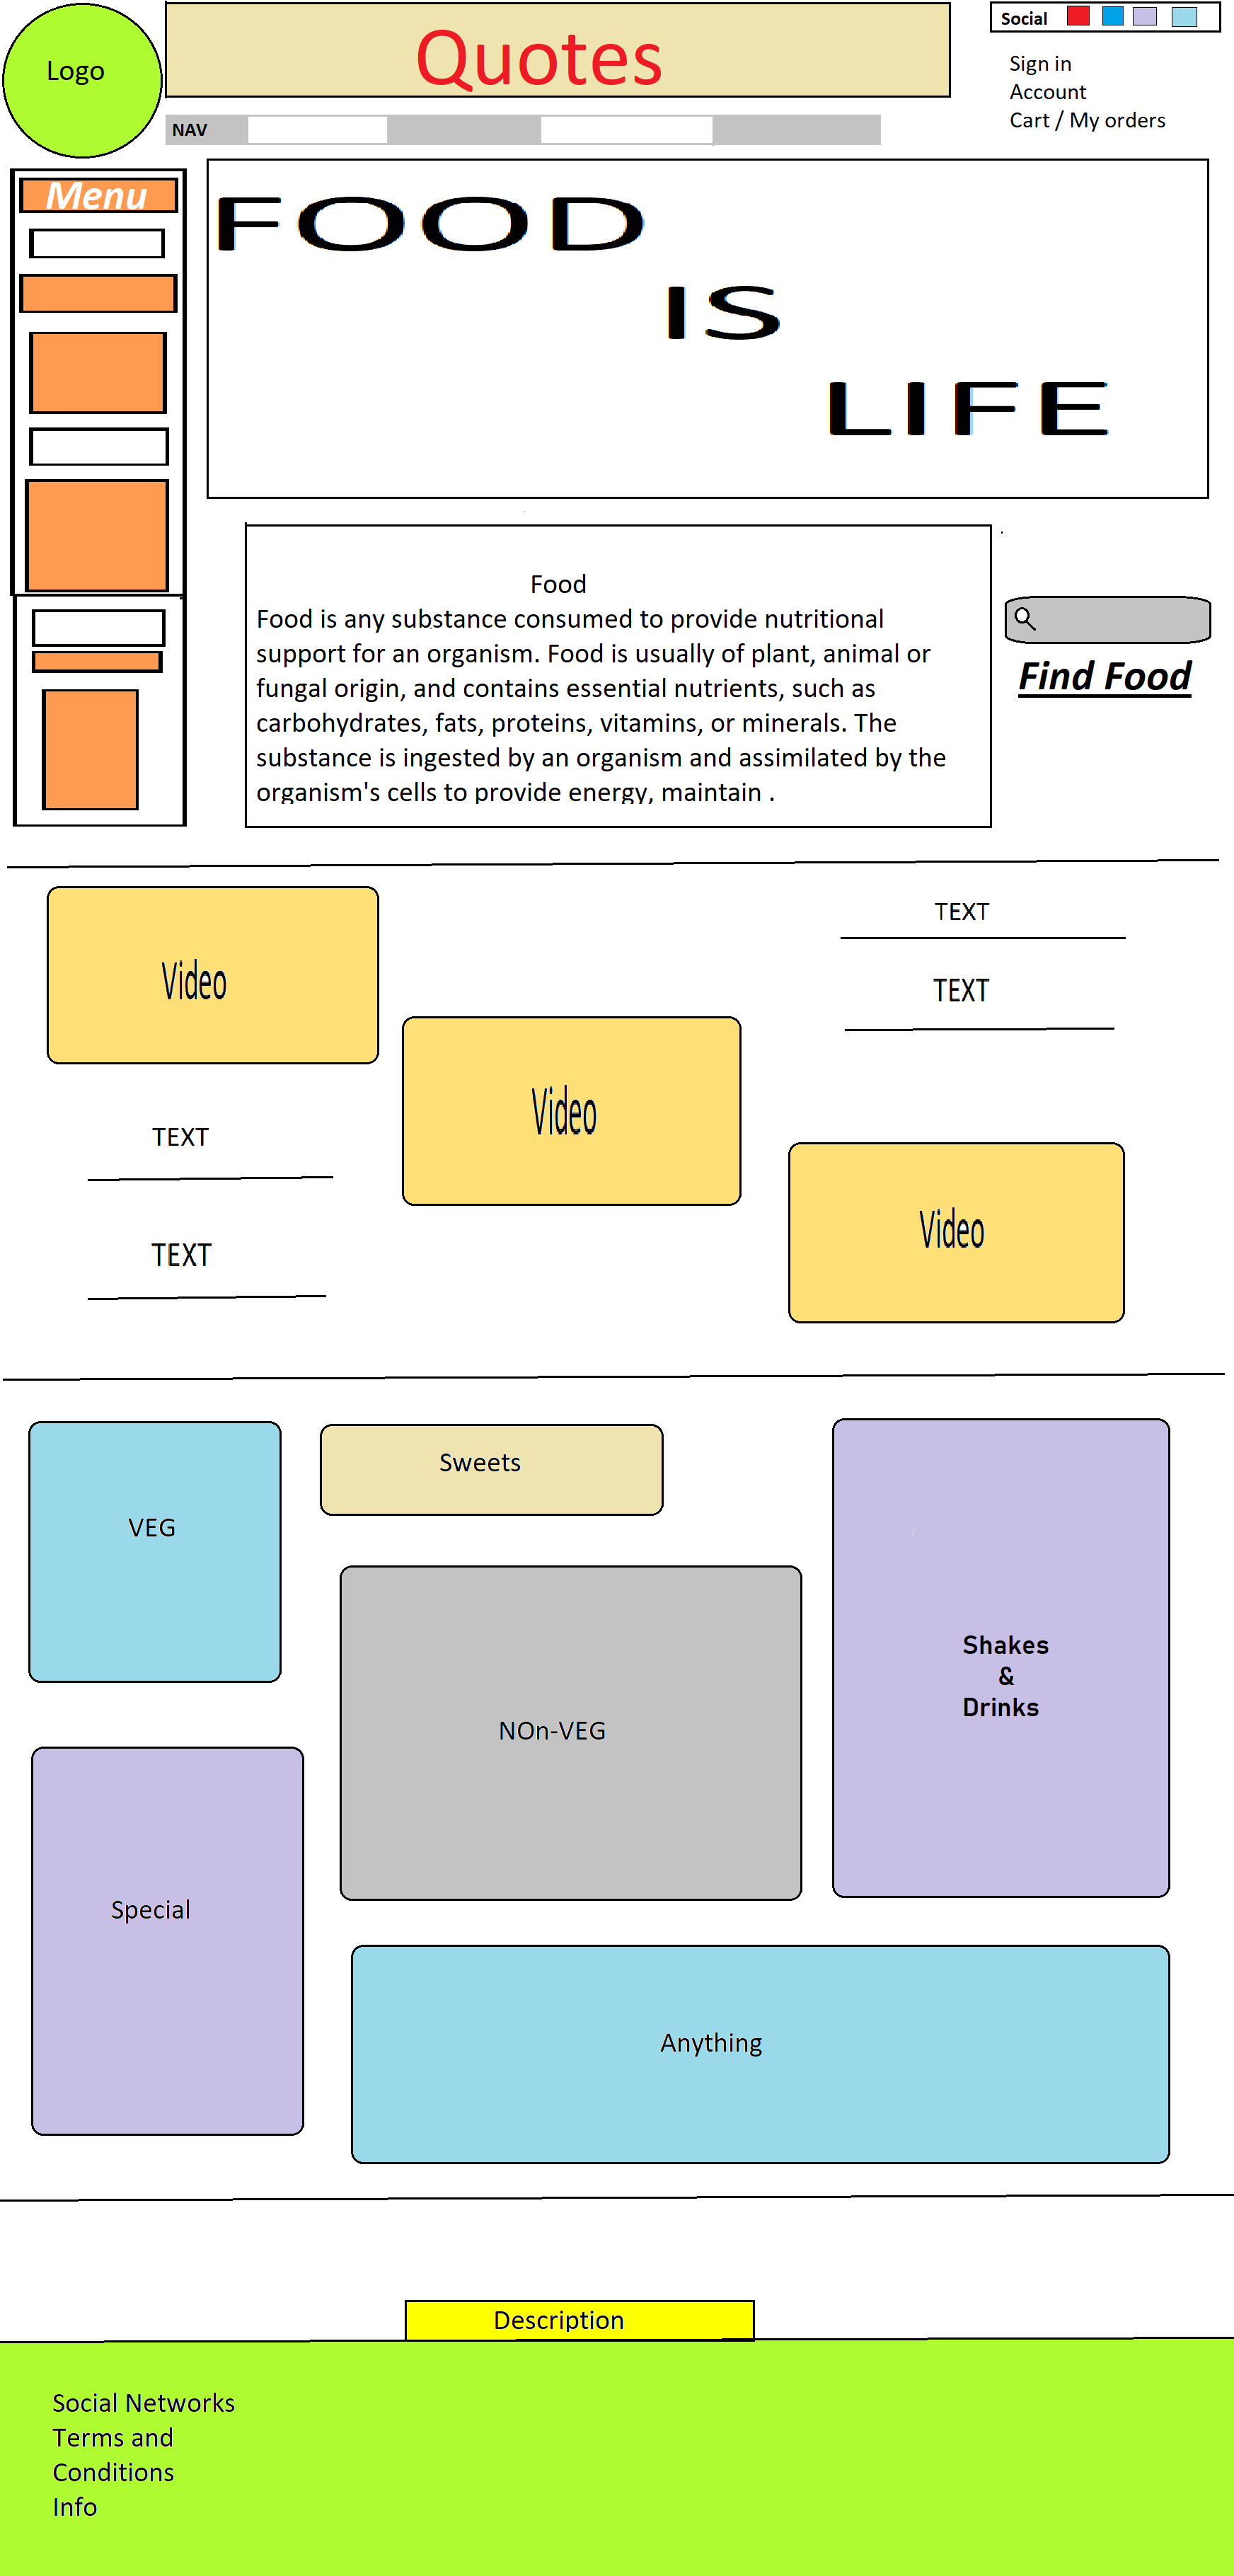 Logo
Quotes
Social
Sign in
Account
Cart / My orders
NAV
Menu
FOOD
IS
LIFE
Food
Food is any substance consumed to provide nutritional
support for an organism. Food is usually of plant, animal or
fungal origin, and contains essential nutrients, such as
carbohydrates, fats, proteins, vitamins, or minerals. The
substance is ingested by an organism and assimilated by the
organism's cells to provide energy, maintain .
Find Food
Video
TEXT
TEXT
Video
TEXT
Video
TEXT
VEG
Sweets
Shakes
&
Drinks
NOn-VEG
Special
Anything
Description
Social Networks
Terms and
Conditions
Info